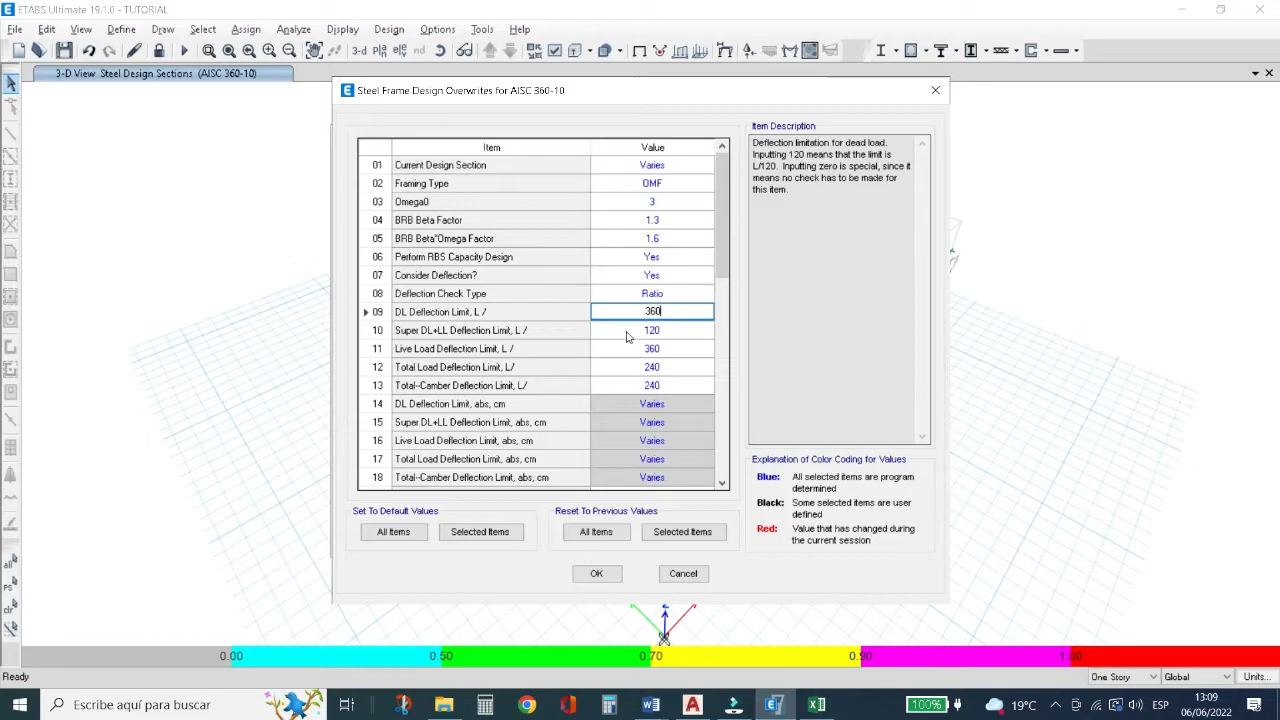 ETABS Ultimate 19.1.0 - TUTORIAL
File Edit View Define Draw Select Assign Analyze Display Design Options Tools Help
3-D View Steel Design Sections (AISC 360-10)
Steel Frame Design Overwrites for AISC 360-10
Item Value
01 Current Design Section Varies
02 Framing Type OMF
03 Omega0 3
04 BRB Beta Factor 1.3
05 BRB Beta*Omega Factor 1.6
06 Perform RBS Capacity Design Yes
07 Consider Deflection? Yes
08 Deflection Check Type Ratio
09 DL Deflection Limit, L / 360
10 Super DL+LL Deflection Limit, L / 120
11 Live Load Deflection Limit, L / 360
12 Total Load Deflection Limit, L/ 240
13 Total--Camber Deflection Limit, L/ 240
14 DL Deflection Limit, abs, cm Varies
15 Super DL+LL Deflection Limit, abs, cm Varies
16 Live Load Deflection Limit, abs, cm Varies
17 Total Load Deflection Limit, abs, cm Varies
18 Total--Camber Deflection Limit, abs, cm Varies
Item Description
Deflection limitation for dead load.
Inputting 120 means that the limit is
L/120. Inputting zero is special, since it
means no check has to be made for
this item.
Explanation of Color Coding for Values
Blue: All selected items are program
determined
Black: Some selected items are user
defined
Red: Value that has changed during
the current session
Set To Default Values
All Items Selected Items
Reset To Previous Values
All Items Selected Items
OK Cancel
0.00 0.50 0.70 0.90 1.00
Ready
One Story Global Units...
Escribe aquí para buscar
100% 19°C ESP
13:09
06/06/2022